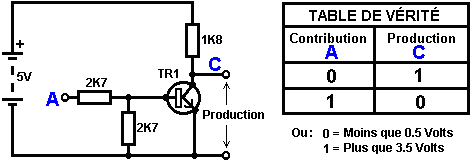 +
5V
1K8
TR1
C
A
2K7
2K7
Production
TABLE DE VÉRITÉ
Contribution Production
A C
0 1
1 0
Ou: 0 = Moins que 0.5 Volts
1 = Plus que 3.5 Volts